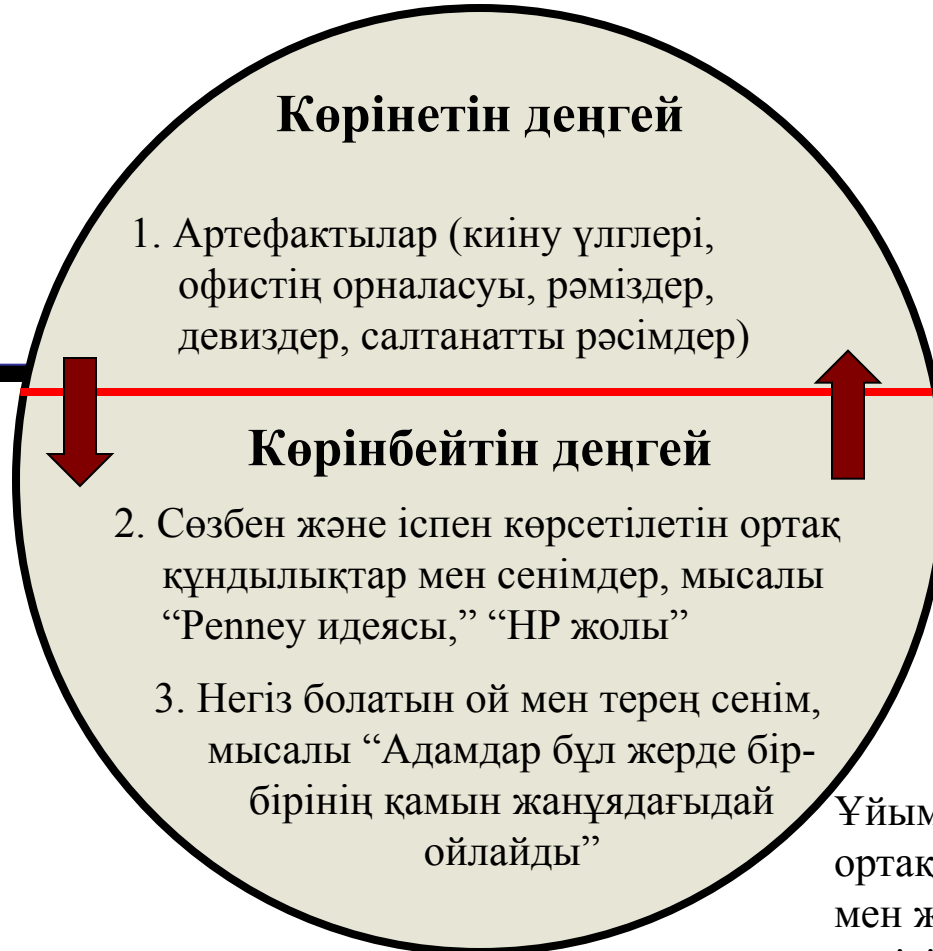 Көрінетін деңгей
1. Артефактылар (киіну үлглері,
офистің орналасуы, рәміздер,
девиздер, салтанатты рәсімдер)
Көрінбейтін деңгей
2. Сөзбен және іспен көрсетілетін ортақ
құндылықтар мен сенімдер, мысалы
“Penney идеясы,” “HP жолы”
3. Негіз болатын ой мен терең сенім,
мысалы “Адамдар бұл жерде бір-
бірінің қамын жанұядағыдай
ойлайды”
Ұйым
ортақ
мен ж